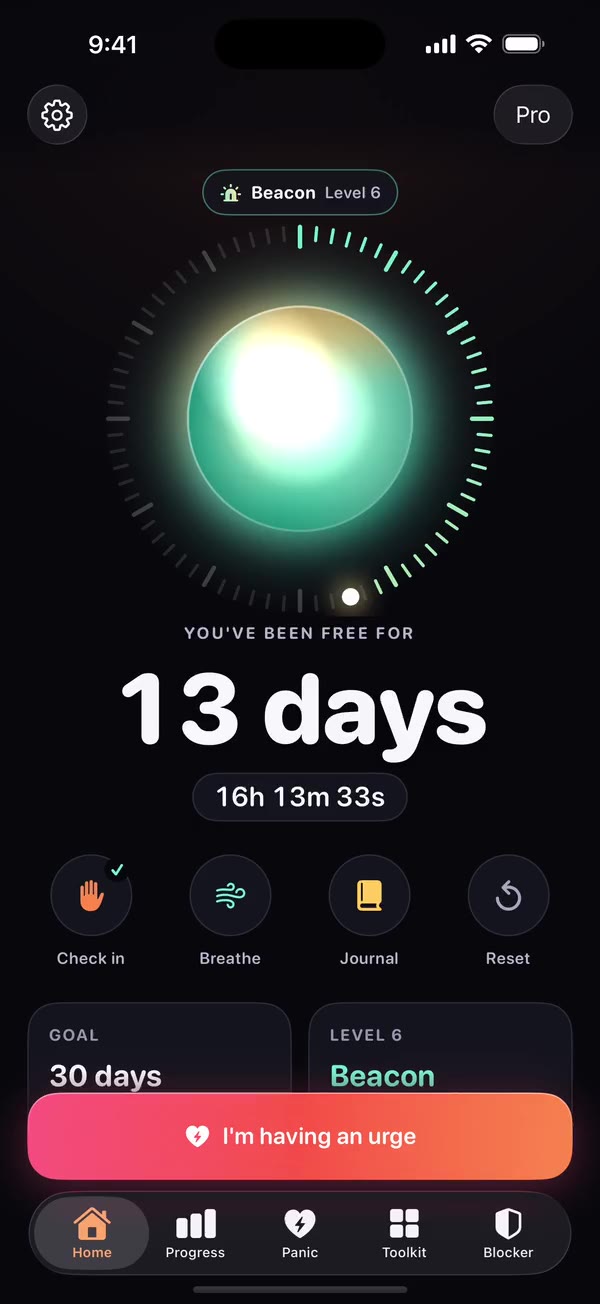 9:41
Pro
Beacon Level 6
YOU'VE BEEN FREE FOR
13 days
16h 13m 33s
Check in
Breathe
Journal
Reset
GOAL
30 days
LEVEL 6
Beacon
I'm having an urge
Home
Progress
Panic
Toolkit
Blocker